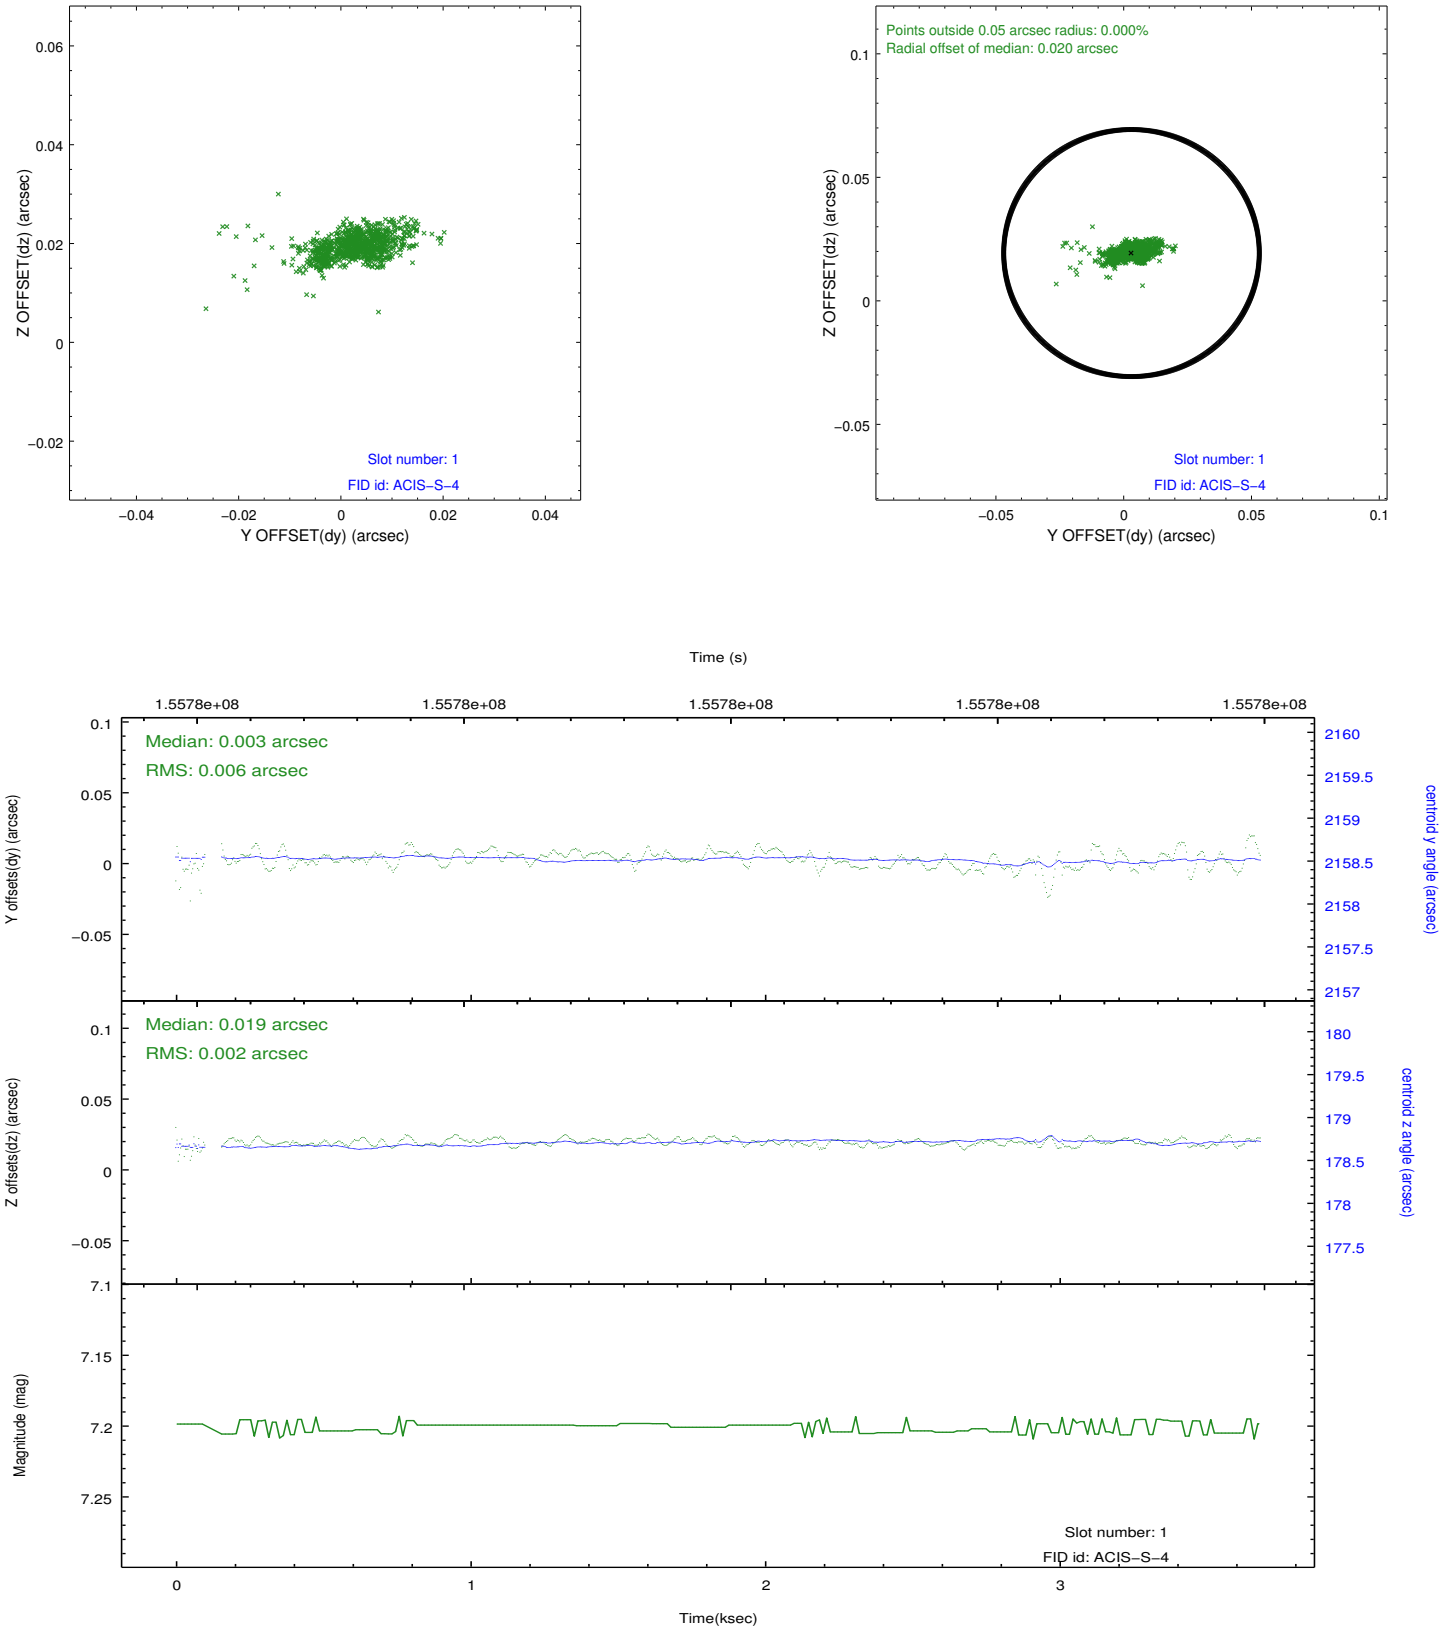 0.06
0.04
0.02
0
−0.02
Z OFFSET(dz) (arcsec)
Slot number: 1
FID id: ACIS−S−4
−0.04 −0.02 0 0.02 0.04
Y OFFSET(dy) (arcsec)
Points outside 0.05 arcsec radius: 0.000%
Radial offset of median: 0.020 arcsec
0.1
0.05
0
−0.05
Z OFFSET(dz) (arcsec)
Slot number: 1
FID id: ACIS−S−4
−0.05 0 0.05 0.1
Y OFFSET(dy) (arcsec)
Time (s)
1.5578e+08 1.5578e+08 1.5578e+08 1.5578e+08 1.5578e+08
Median: 0.003 arcsec
RMS: 0.006 arcsec
0.1
0.05
0
−0.05
Y offsets(dy) (arcsec)
2160
2159.5
2159
2158.5
2158
2157.5
2157
centroid y angle (arcsec)
Median: 0.019 arcsec
RMS: 0.002 arcsec
0.1
0.05
0
−0.05
Z offsets(dz) (arcsec)
180
179.5
179
178.5
178
177.5
centroid z angle (arcsec)
7.1
7.15
7.2
7.25
Magnitude (mag)
Slot number: 1
FID id: ACIS−S−4
0 1 2 3
Time(ksec)